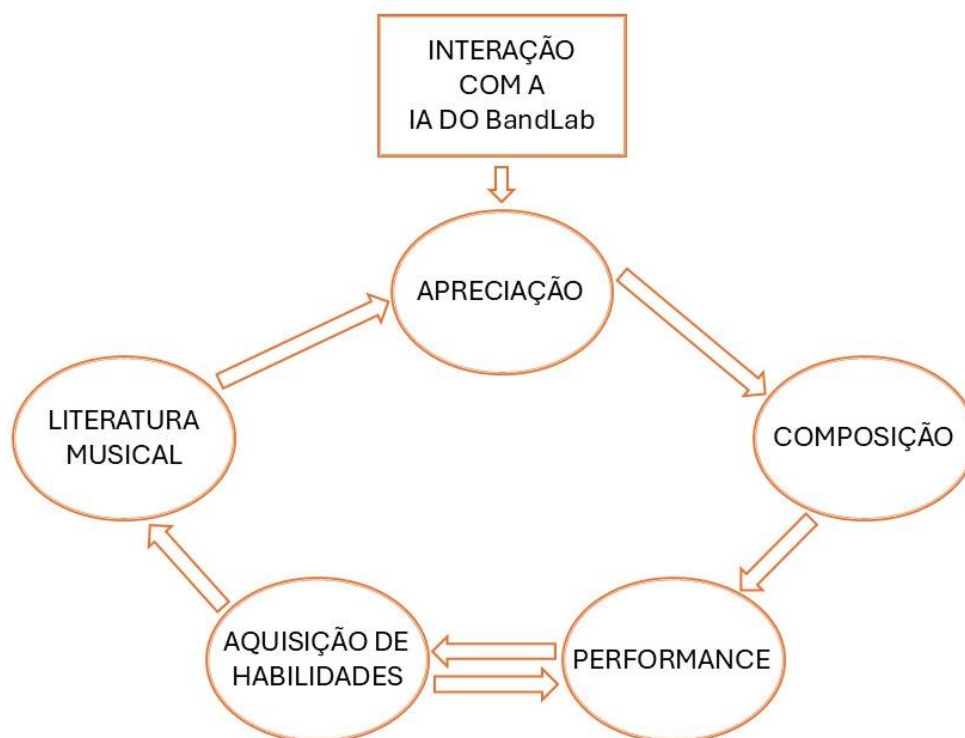 INTERAÇÃO
COM A
IA DO BandLab
APRECIAÇÃO
LITERATURA
MUSICAL
COMPOSIÇÃO
AQUISIÇÃO DE
HABILIDADES
PERFORMANCE